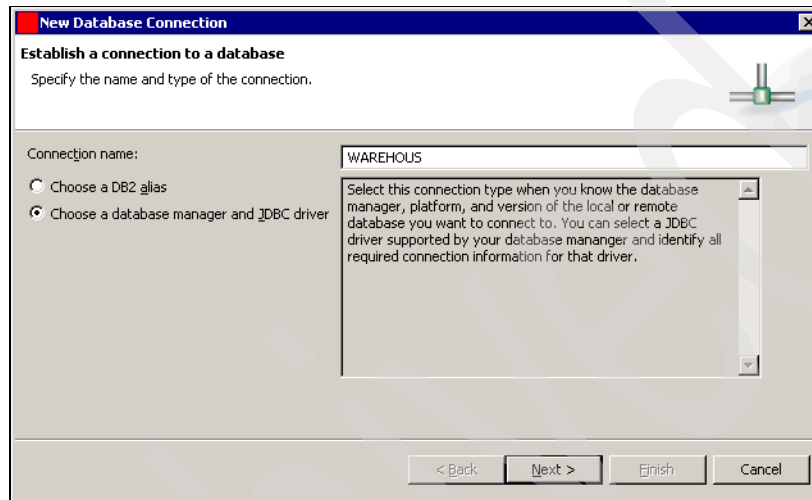 New Database Connection
Establish a connection to a database
Specify the name and type of the connection.
Connection name:
WAREHOUS
Choose a DB2 alias
Choose a database manager and JDBC driver
Select this connection type when you know the database
manager, platform, and version of the local or remote
database you want to connect to. You can select a JDBC
driver supported by your database mananger and identify all
required connection information for that driver.
< Back
Next >
Finish
Cancel